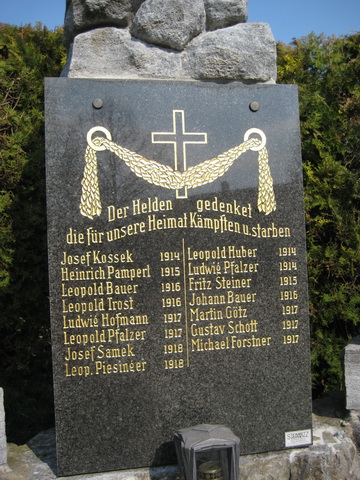 Der Helden gedenket
die für unsere Heimat Kämpften u. starben
Josef Kossek 1914
Heinrich Pamperl 1915
Leopold Bauer 1916
Leopold Trost 1916
Ludwig Hofmann 1917
Leopold Pfalzer 1917
Josef Samek 1918
Leop. Piesinger 1918
Leopold Huber 1914
Ludwig Pfalzer 1914
Fritz Steiner 1915
Johann Bauer 1916
Martin Götz 1917
Gustav Schott 1917
Michael Forstner 1917